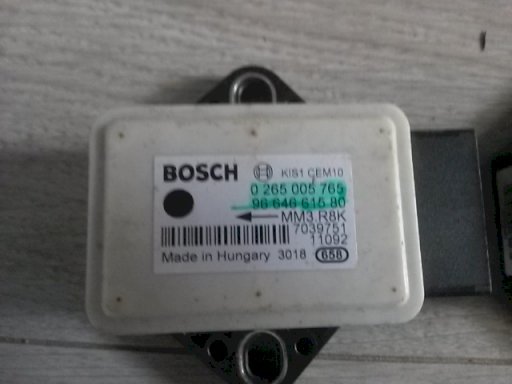 BOSCH KIS1 CEM10
0 265 005 765
96 646 615 80
MM3.R8K
7039751
11092
Made in Hungary 3018 658